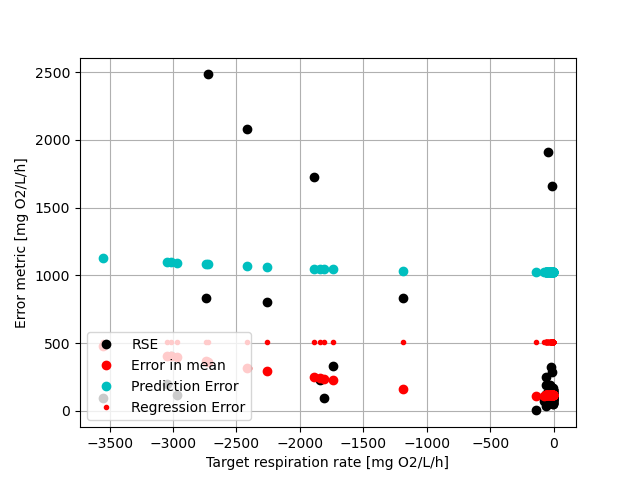 2500
2000
1500
1000
500
0
Error metric [mg O2/L/h]
RSE
Error in mean
Prediction Error
Regression Error
−3500 −3000 −2500 −2000 −1500 −1000 −500 0
Target respiration rate [mg O2/L/h]